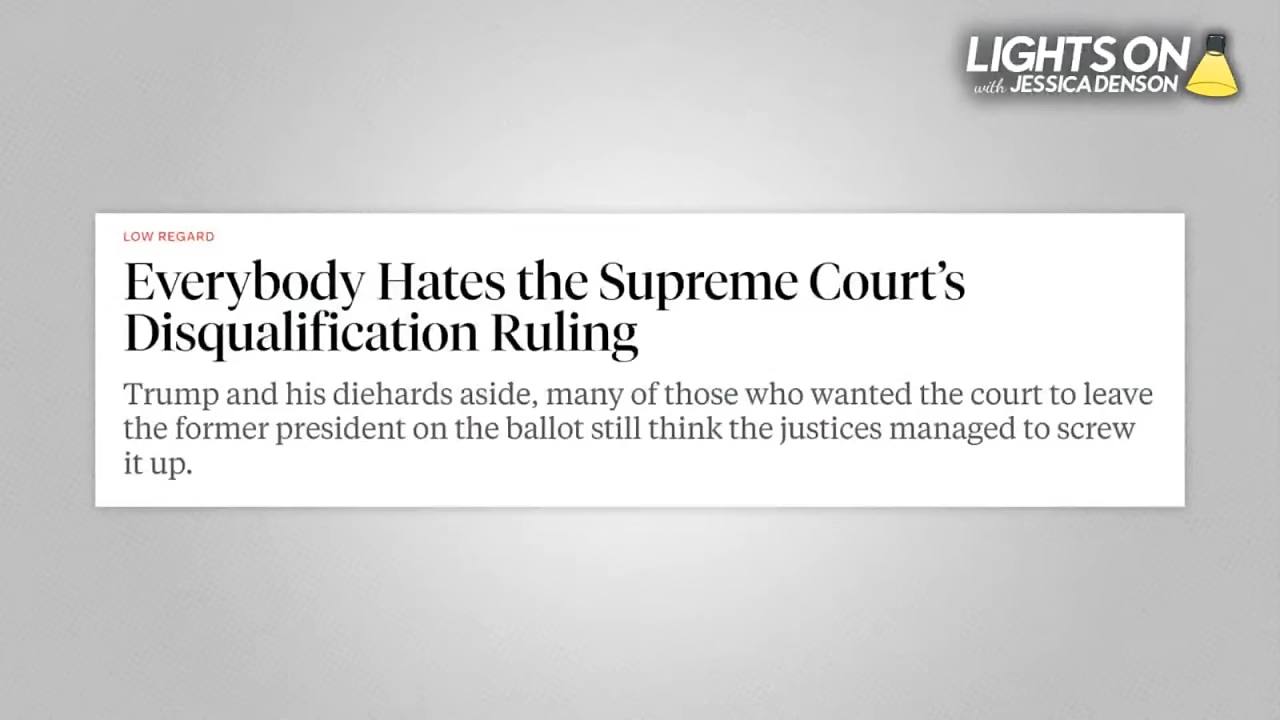 LIGHTS ON
with JESSICA DENSON
LOW REGARD
Everybody Hates the Supreme Court’s
Disqualification Ruling
Trump and his diehards aside, many of those who wanted the court to leave
the former president on the ballot still think the justices managed to screw
it up.